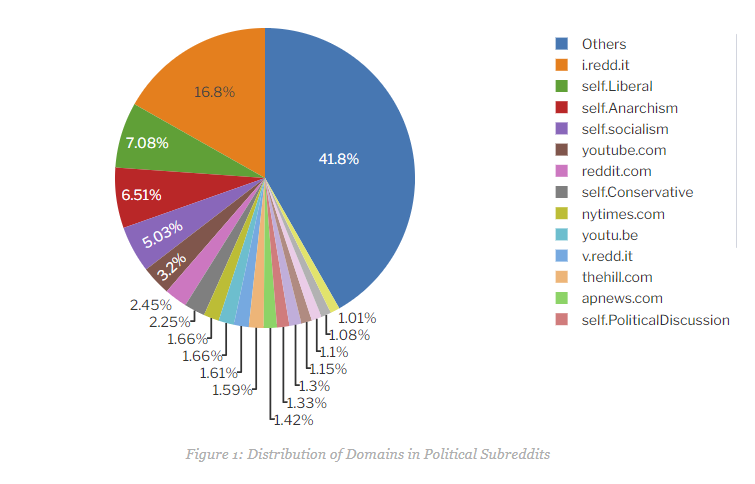 16.8%
7.08%
6.51%
5.03%
3.2%
41.8%
2.45%
2.25%
1.66%
1.66%
1.61%
1.59%
1.42%
1.33%
1.3%
1.15%
1.1%
1.08%
1.01%
Others
i.redd.it
self.Liberal
self.Anarchism
self.socialism
youtube.com
reddit.com
self.Conservative
nytimes.com
youtu.be
v.redd.it
thehill.com
apnews.com
self.PoliticalDiscussion
Figure 1: Distribution of Domains in Political Subreddits